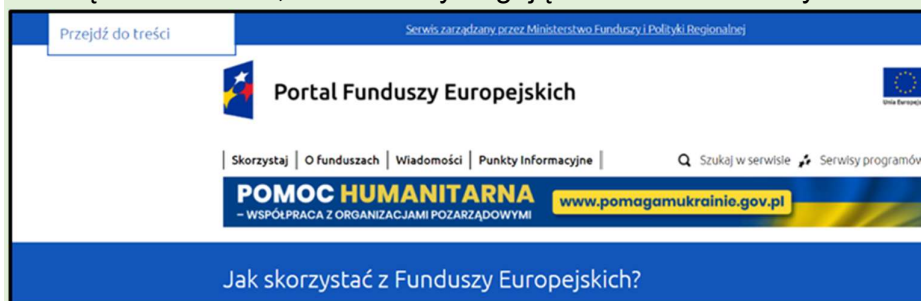 Przejdź do treści
Serwis zarządzany przez Ministerstwo Funduszy i Polityki Regionalnej
Portal Funduszy Europejskich
Skorzystaj | O funduszach | Wiadomości | Punkty Informacyjne |
Szukaj w serwisie Serwisy programów
POMOC HUMANITARNA
– WSPÓŁPRACA Z ORGANIZACJAMI POZARZĄDOWYMI
www.pomagamukrainie.gov.pl
Jak skorzystać z Funduszy Europejskich?